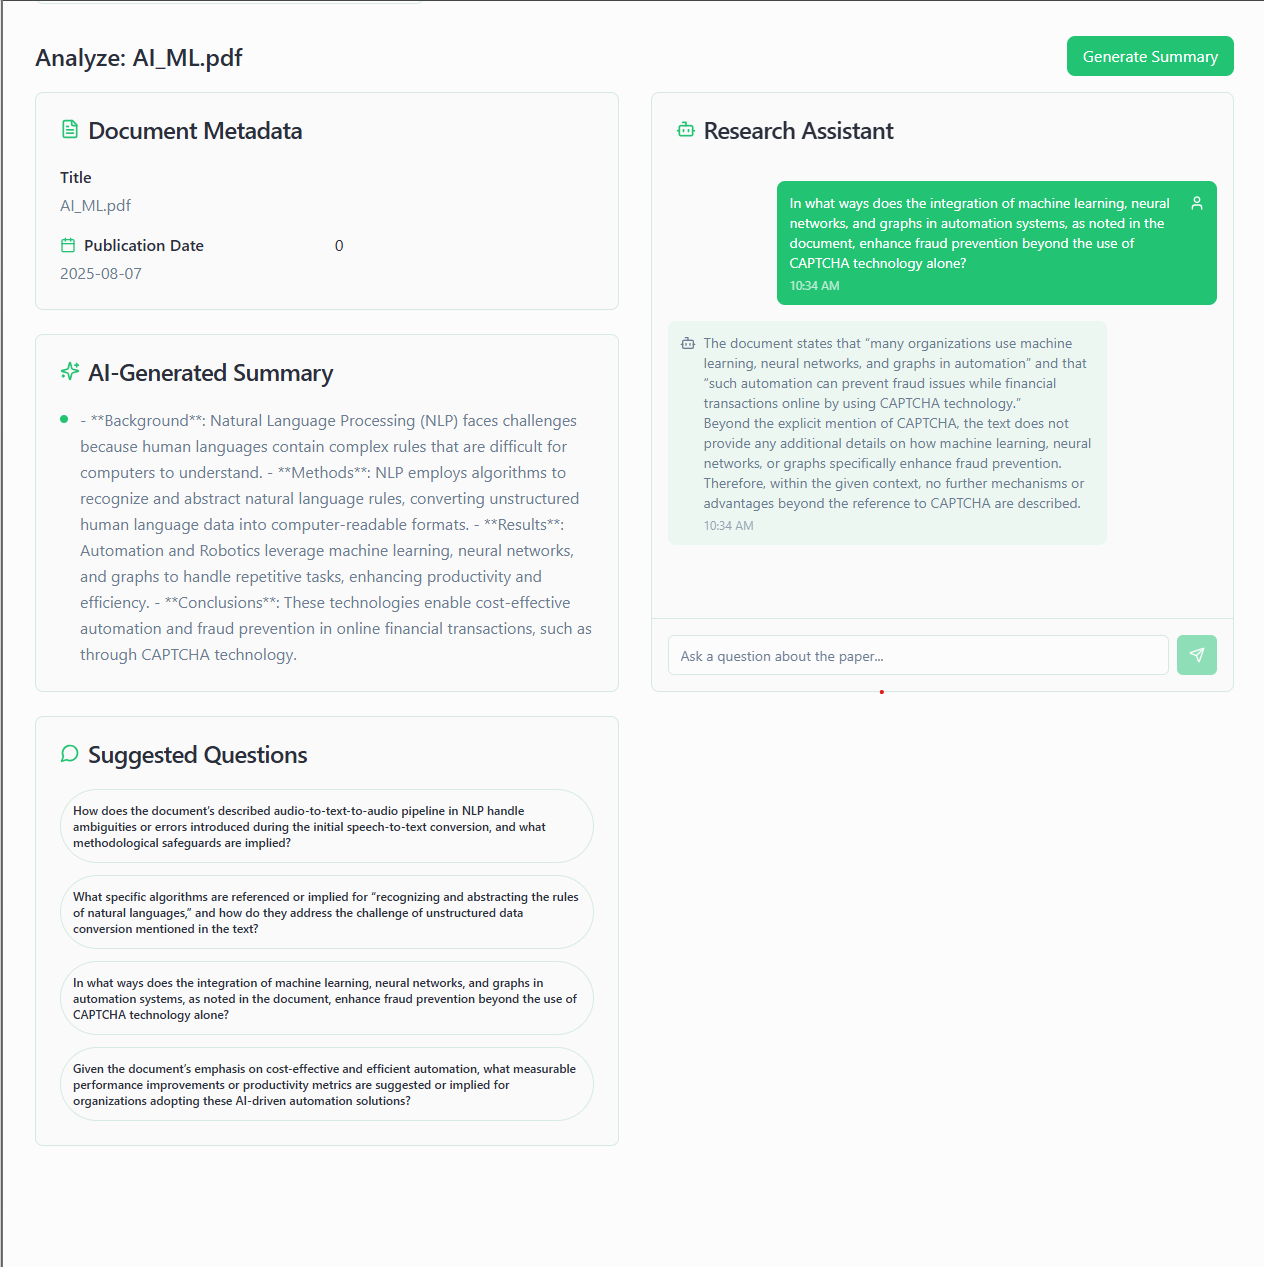 Analyze: AI_ML.pdf
Generate Summary
Document Metadata
Title
AI_ML.pdf
Publication Date
0
2025-08-07
AI-Generated Summary
- **Background**: Natural Language Processing (NLP) faces challenges
because human languages contain complex rules that are difficult for
computers to understand. - **Methods**: NLP employs algorithms to
recognize and abstract natural language rules, converting unstructured
human language data into computer-readable formats. - **Results**:
Automation and Robotics leverage machine learning, neural networks,
and graphs to handle repetitive tasks, enhancing productivity and
efficiency. - **Conclusions**: These technologies enable cost-effective
automation and fraud prevention in online financial transactions, such as
through CAPTCHA technology.
Suggested Questions
How does the document's described audio-to-text-to-audio pipeline in NLP handle
ambiguities or errors introduced during the initial speech-to-text conversion, and what
methodological safeguards are implied?
What specific algorithms are referenced or implied for “recognizing and abstracting the rules
of natural languages,” and how do they address the challenge of unstructured data
conversion mentioned in the text?
In what ways does the integration of machine learning, neural networks, and graphs in
automation systems, as noted in the document, enhance fraud prevention beyond the use of
CAPTCHA technology alone?
Given the document's emphasis on cost-effective and efficient automation, what measurable
performance improvements or productivity metrics are suggested or implied for
organizations adopting these AI-driven automation solutions?
Research Assistant
In what ways does the integration of machine learning, neural
networks, and graphs in automation systems, as noted in the
document, enhance fraud prevention beyond the use of
CAPTCHA technology alone?
10:34 AM
The document states that “many organizations use machine
learning, neural networks, and graphs in automation” and that
“such automation can prevent fraud issues while financial
transactions online by using CAPTCHA technology.”
Beyond the explicit mention of CAPTCHA, the text does not
provide any additional details on how machine learning, neural
networks, or graphs specifically enhance fraud prevention.
Therefore, within the given context, no further mechanisms or
advantages beyond the reference to CAPTCHA are described.
10:34 AM
Ask a question about the paper...